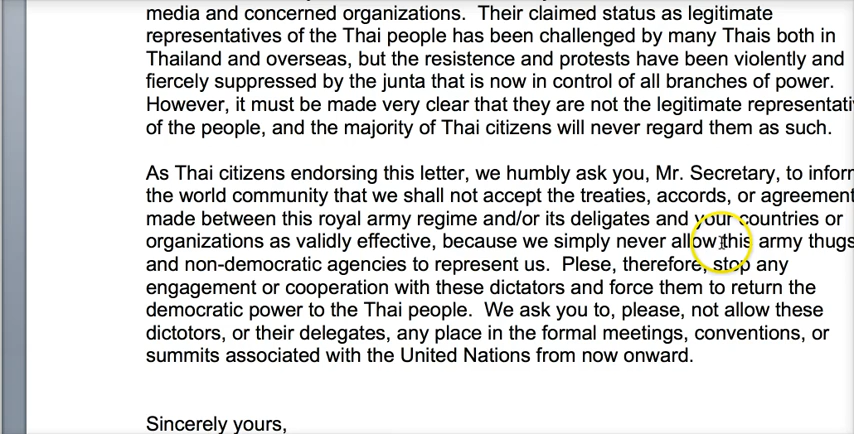 media and concerned organizations.  Their claimed status as legitimate
representatives of the Thai people has been challenged by many Thais both in
Thailand and overseas, but the resistence and protests have been violently and
fiercely suppressed by the junta that is now in control of all branches of power.
However, it must be made very clear that they are not the legitimate representati
of the people, and the majority of Thai citizens will never regard them as such.
As Thai citizens endorsing this letter, we humbly ask you, Mr. Secretary, to inforr
the world community that we shall not accept the treaties, accords, or agreement
made between this royal army regime and/or its deligates and your countries or
organizations as validly effective, because we simply never allow this army thugs
and non-democratic agencies to represent us.  Plese, therefore, stop any
engagement or cooperation with these dictators and force them to return the
democratic power to the Thai people.  We ask you to, please, not allow these
dictotors, or their delegates, any place in the formal meetings, conventions, or
summits associated with the United Nations from now onward.
Sincerely yours,